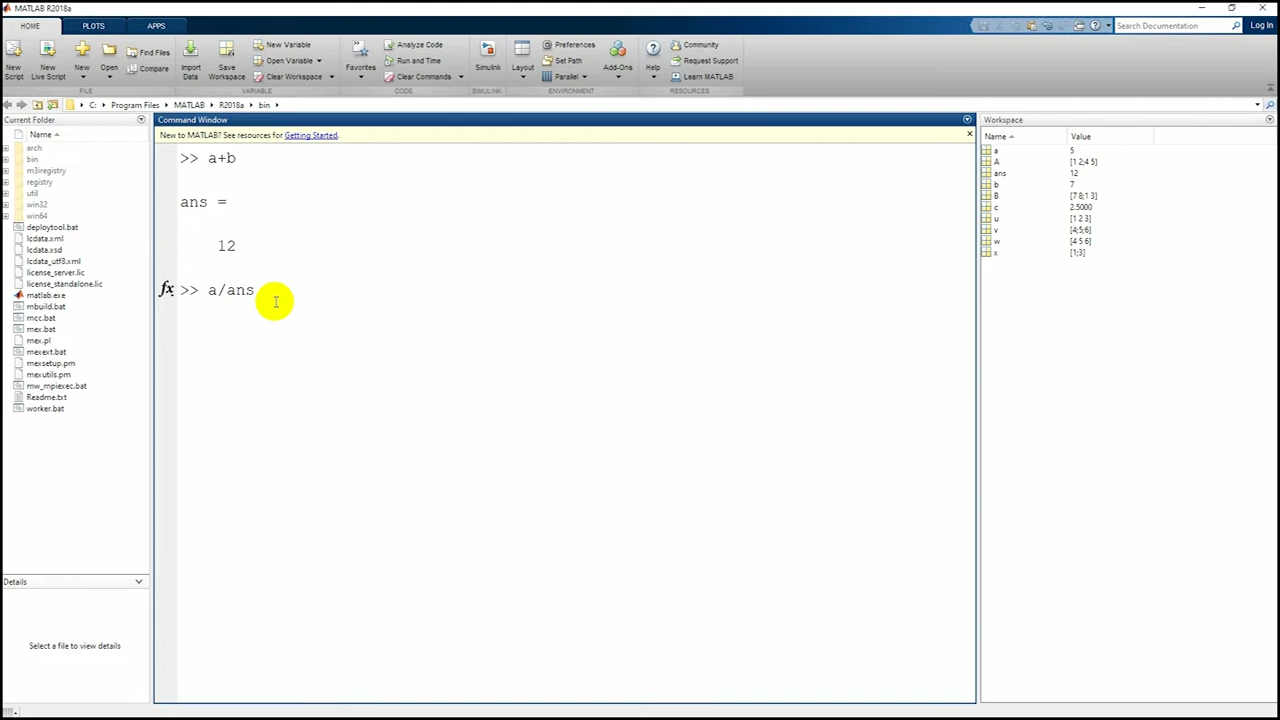 MATLAB R2018a
HOME PLOTS APPS
Search Documentation Log In
New Script
New Live Script
New
Open
Find Files
Compare
Import Data
Save Workspace
New Variable
Open Variable
Clear Workspace
Favorites
Analyze Code
Run and Time
Clear Commands
Simulink
Layout
Preferences
Set Path
Parallel
Add-Ons
Help
Community
Request Support
Learn MATLAB
FILE VARIABLE CODE SIMULINK ENVIRONMENT RESOURCES
C: Program Files MATLAB R2018a bin
Current Folder
Name
arch
bin
m3iregistry
registry
util
win32
win64
deploytool.bat
lcdata.xml
lcdata.xsd
lcdata_utf8.xml
license_server.lic
license_standalone.lic
matlab.exe
mbuild.bat
mcc.bat
mex.bat
mex.pl
mexext.bat
mexsetup.pm
mexutils.pm
mw_mpiexec.bat
Readme.txt
worker.bat
Details
Select a file to view details
Command Window
New to MATLAB? See resources for Getting Started.
>> a+b
ans =
12
fx >> a/ans
Workspace
Name Value
a 5
A [1 2;4 5]
ans 12
b 7
B [7 8;1 3]
c 2.5000
u [1 2 3]
v [4;5;6]
w [4 5 6]
x [1;3]